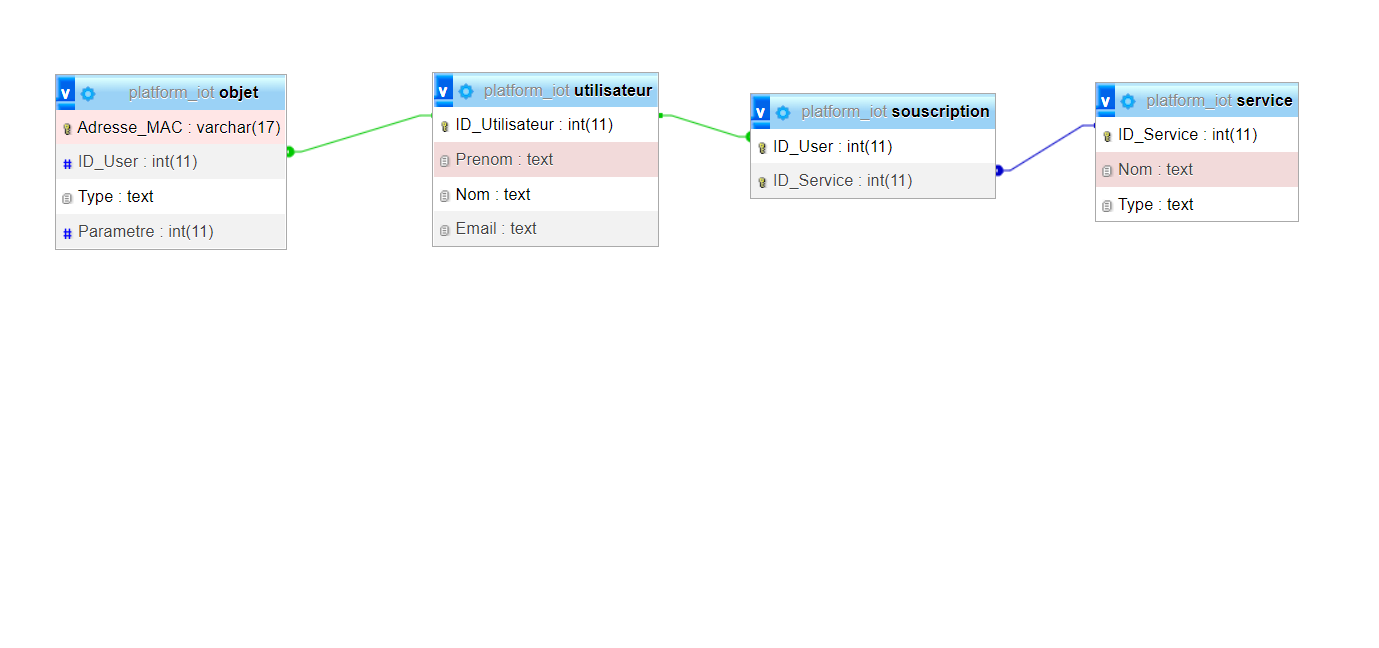 v platform_iot objet
Adresse_MAC : varchar(17)
# ID_User : int(11)
Type : text
# Parametre : int(11)
v platform_iot utilisateur
ID_Utilisateur : int(11)
Prenom : text
Nom : text
Email : text
v platform_iot souscription
ID_User : int(11)
ID_Service : int(11)
v platform_iot service
ID_Service : int(11)
Nom : text
Type : text